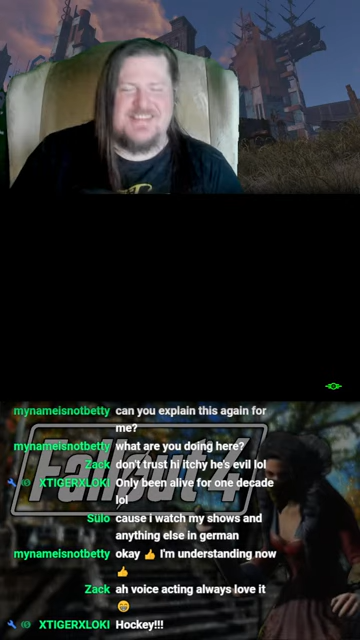 mynameisnotbetty can you explain this again for
me?
mynameisnotbetty what are you doing here?
Zack don't trust hi itchy he's evil lol
XTIGERXLOKI Only been alive for one decade
lol
Sulo cause i watch my shows and
anything else in german
mynameisnotbetty okay 👍 I'm understanding now
👍
Zack ah voice acting always love it
😁
XTIGERXLOKI Hockey!!!
Fallout 4